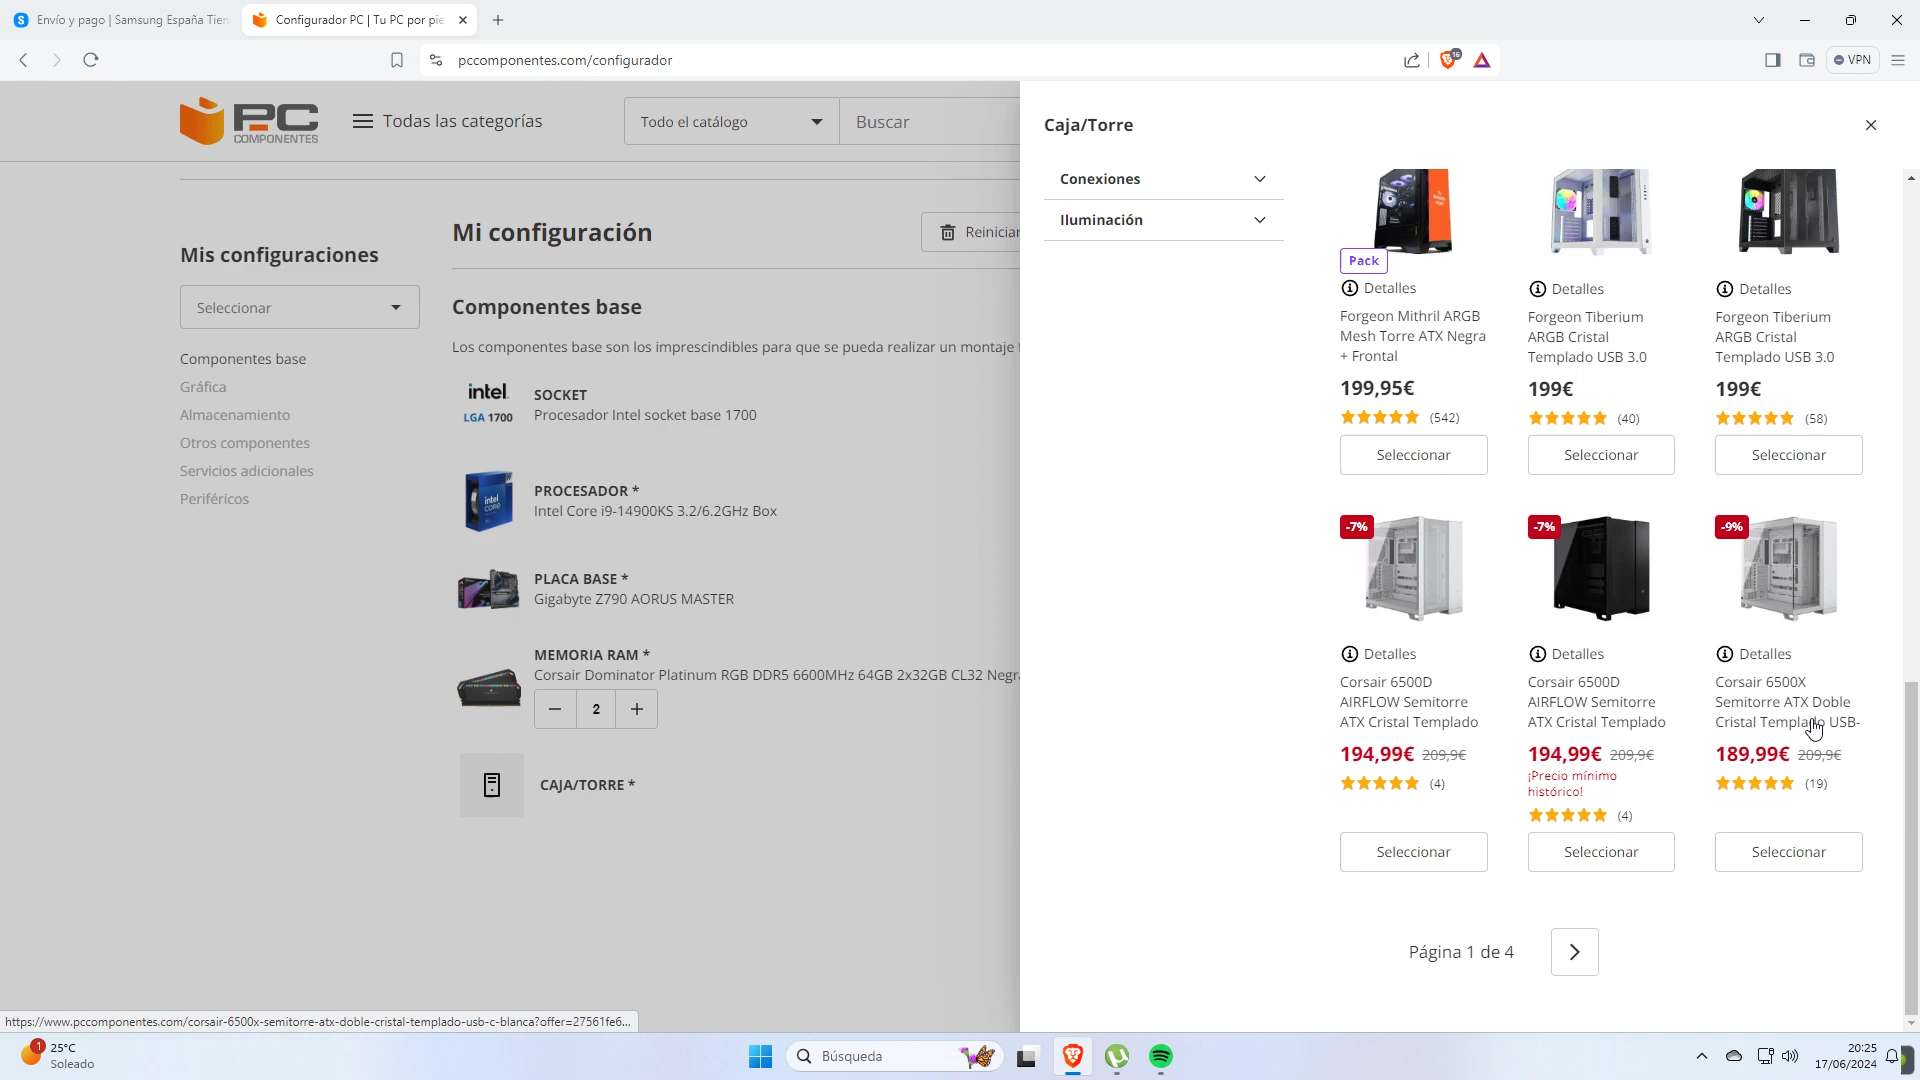 Envío y pago | Samsung España Tien
Configurador PC | Tu PC por pie
pccomponentes.com/configurador
16
VPN
PC
COMPONENTES
Todas las categorías
Todo el catálogo
Buscar
Caja/Torre
Conexiones
Iluminación
Mis configuraciones
Seleccionar
Componentes base
Gráfica
Almacenamiento
Otros componentes
Servicios adicionales
Periféricos
Mi configuración
Reiniciar
Componentes base
Los componentes base son los imprescindibles para que se pueda realizar un montaje
intel
LGA 1700
SOCKET
Procesador Intel socket base 1700
PROCESADOR *
Intel Core i9-14900KS 3.2/6.2GHz Box
PLACA BASE *
Gigabyte Z790 AORUS MASTER
MEMORIA RAM *
Corsair Dominator Platinum RGB DDR5 6600MHz 64GB 2x32GB CL32 Negra
2
CAJA/TORRE *
Pack
Detalles
Forgeon Mithril ARGB
Mesh Torre ATX Negra
+ Frontal
199,95€
(542)
Seleccionar
Detalles
Forgeon Tiberium
ARGB Cristal
Templado USB 3.0
199€
(40)
Seleccionar
Detalles
Forgeon Tiberium
ARGB Cristal
Templado USB 3.0
199€
(58)
Seleccionar
-7%
Detalles
Corsair 6500D
AIRFLOW Semitorre
ATX Cristal Templado
194,99€ 209,9€
(4)
Seleccionar
-7%
Detalles
Corsair 6500D
AIRFLOW Semitorre
ATX Cristal Templado
194,99€ 209,9€
¡Precio mínimo
histórico!
(4)
Seleccionar
-9%
Detalles
Corsair 6500X
Semitorre ATX Doble
Cristal Templado USB-
189,99€ 209,9€
(19)
Seleccionar
Página 1 de 4
https://www.pccomponentes.com/corsair-6500x-semitorre-atx-doble-cristal-templado-usb-c-blanca?offer=27561fe6...
1
25°C
Soleado
Búsqueda
20:25
17/06/2024